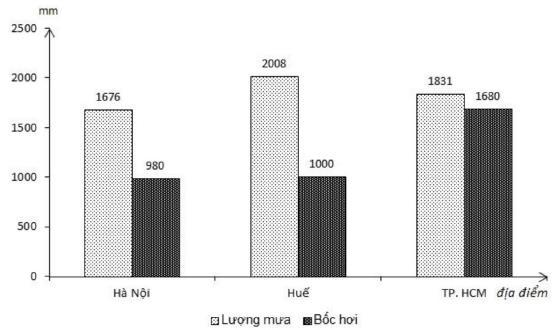 mm
2500
2000
1500
1000
500
0
1676
980
2008
1000
1831
1680
Hà Nội
Huế
TP. HCM
địa điểm
Lượng mưa
Bốc hơi